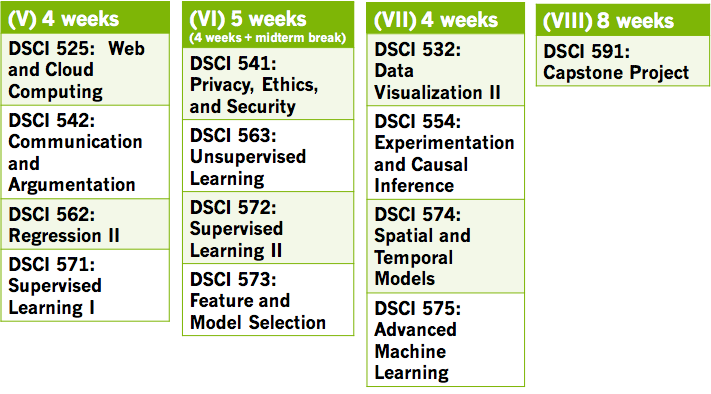 (V) 4 weeks
DSCI 525: Web
and Cloud
Computing
DSCI 542:
Communication
and
Argumentation
DSCI 562:
Regression II
DSCI 571:
Supervised
Learning I
(VI) 5 weeks
(4 weeks + midterm break)
DSCI 541:
Privacy, Ethics,
and Security
DSCI 563:
Unsupervised
Learning
DSCI 572:
Supervised
Learning II
DSCI 573:
Feature and
Model Selection
(VII) 4 weeks
DSCI 532:
Data
Visualization II
DSCI 554:
Experimentation
and Causal
Inference
DSCI 574:
Spatial and
Temporal
Models
DSCI 575:
Advanced
Machine
Learning
(VIII) 8 weeks
DSCI 591:
Capstone Project